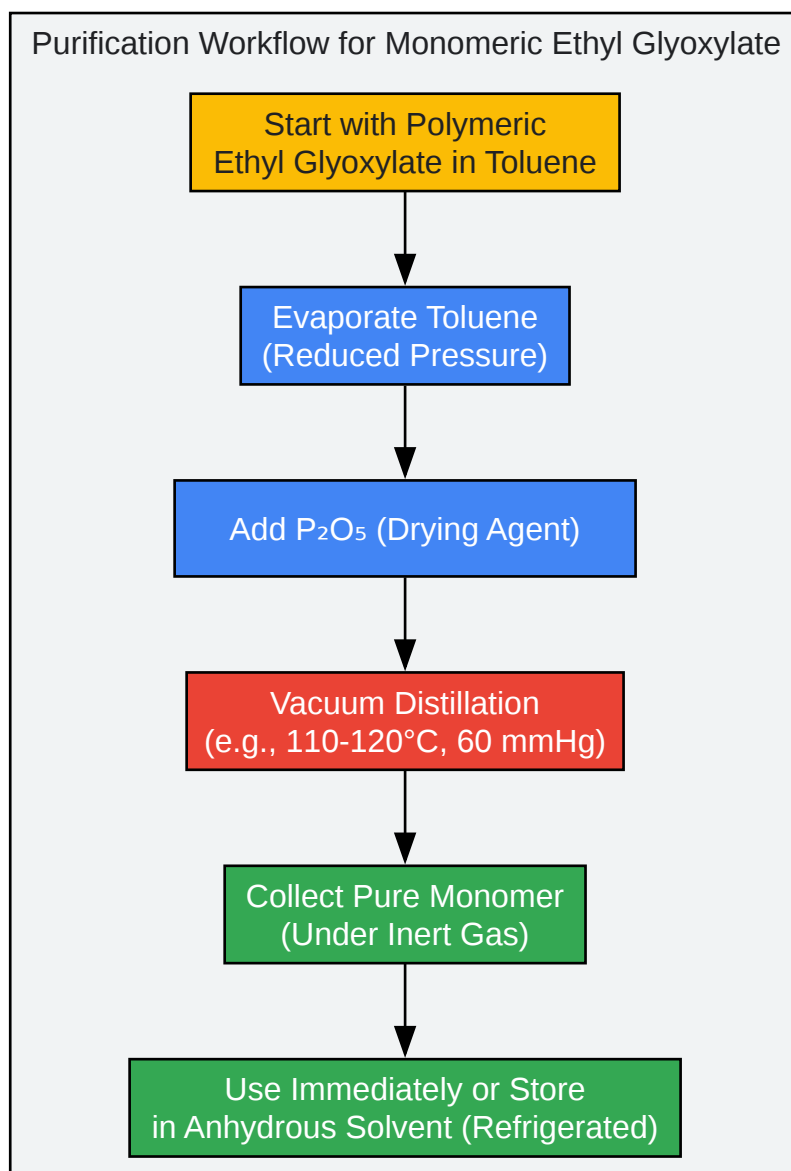 Purification Workflow for Monomeric Ethyl Glyoxylate
Start with Polymeric
Ethyl Glyoxylate in Toluene
Evaporate Toluene
(Reduced Pressure)
Add P₂O₅ (Drying Agent)
Vacuum Distillation
(e.g., 110-120°C, 60 mmHg)
Collect Pure Monomer
(Under Inert Gas)
Use Immediately or Store
in Anhydrous Solvent (Refrigerated)